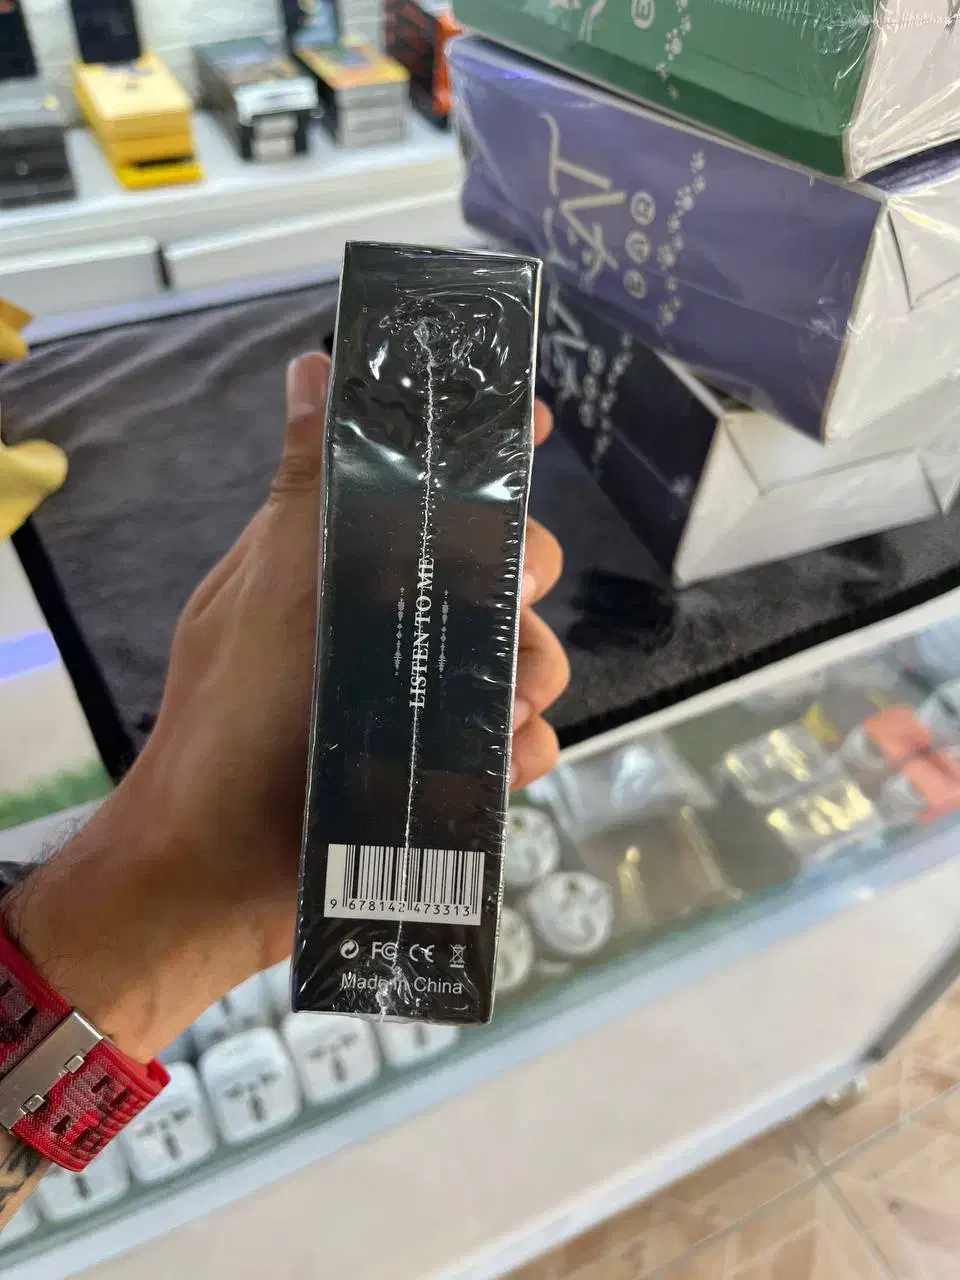 LISTEN TO ME
9 678142 473313
FC CE
Made in China